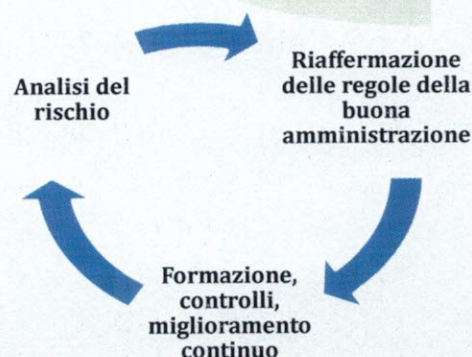 Analisi del
rischio
Riaffermazione
delle regole della
buona
amministrazione
Formazione,
controlli,
miglioramento
continuo